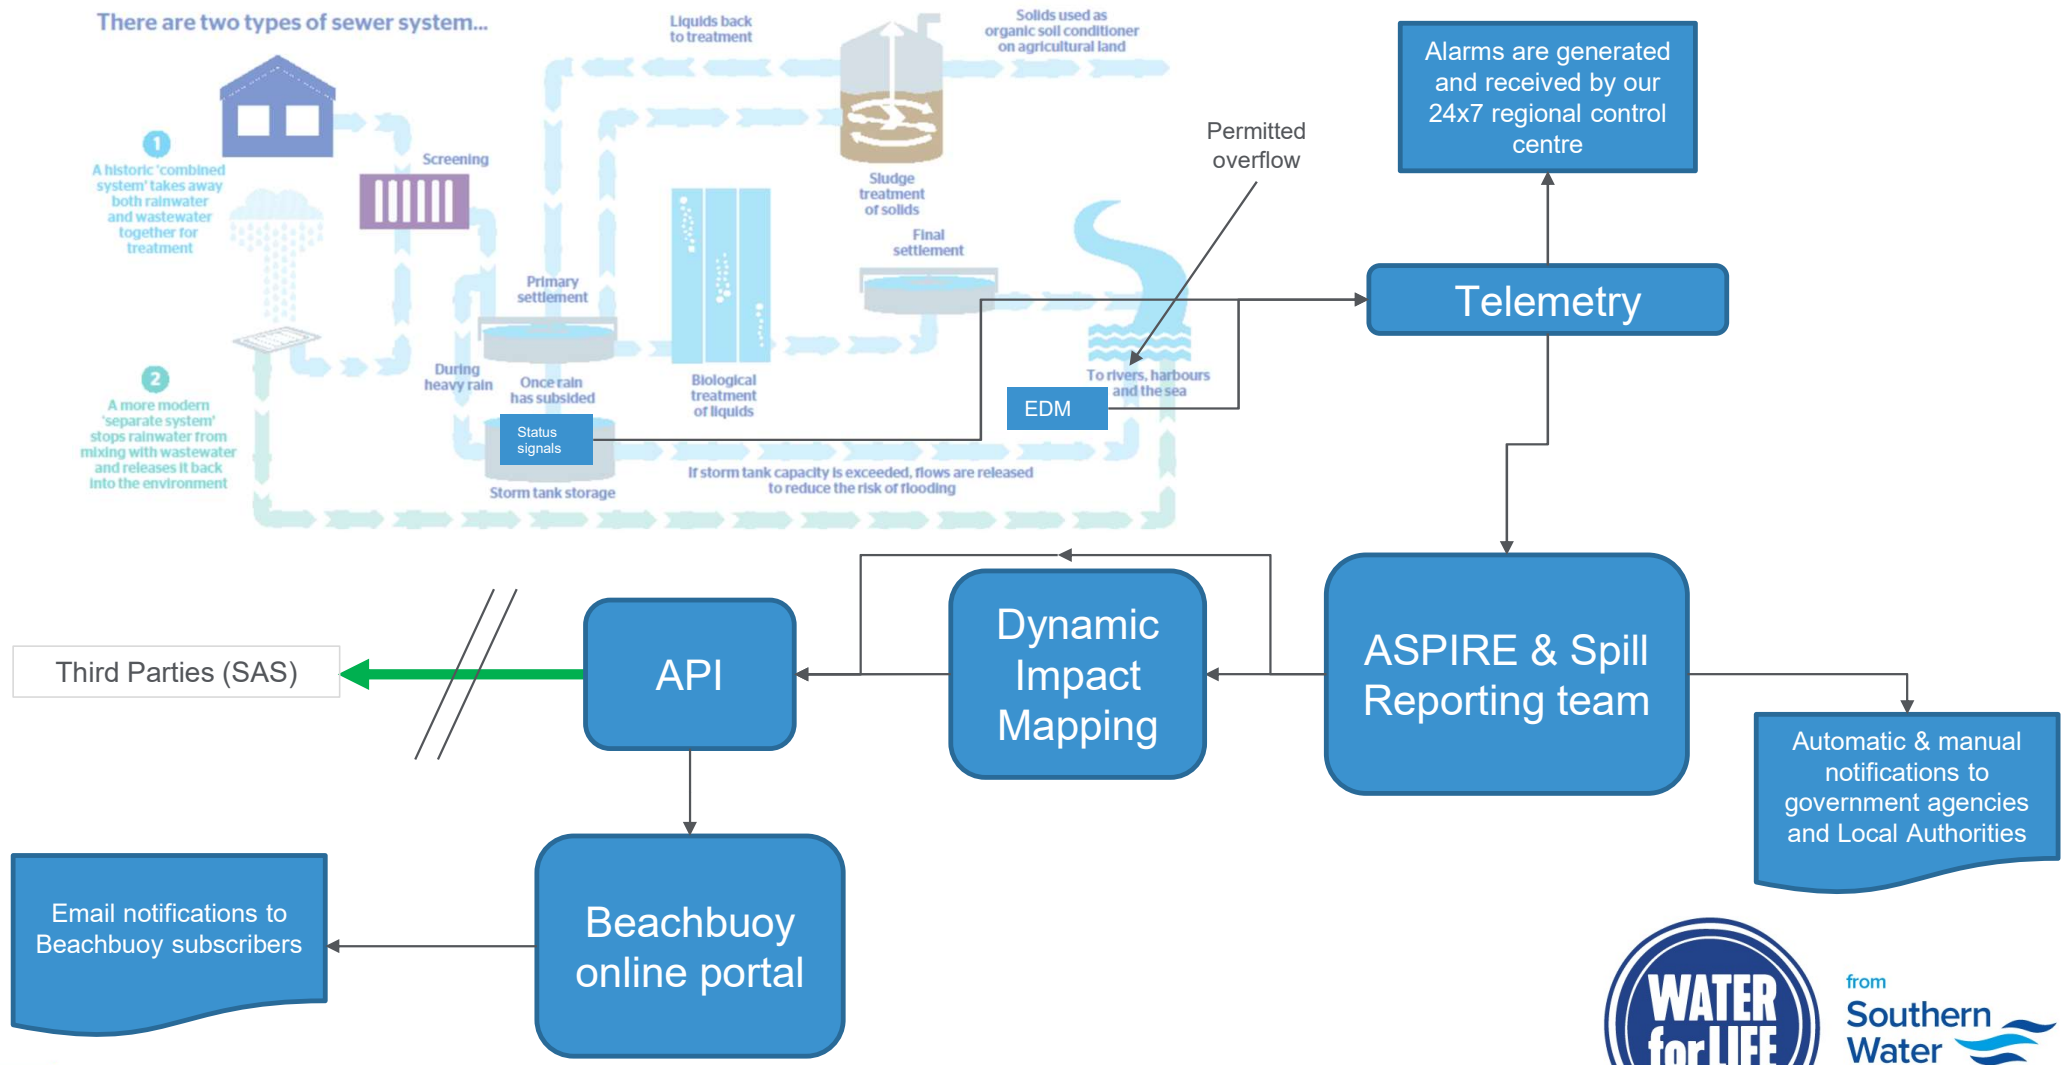 There are two types of sewer system...
1
A historic 'combined
system' takes away
both rainwater
and wastewater
together for
treatment
2
A more modern
'separate system'
stops rainwater from
mixing with wastewater
and releases it back
into the environment
Screening
Liquids back
to treatment
Solids used as
organic soil conditioner
on agricultural land
Sludge
treatment
of solids
Primary
settlement
Final
settlement
During
heavy rain
Once rain
has subsided
Biological
treatment
of liquids
Status
signals
Storm tank storage
If storm tank capacity is exceeded, flows are released
to reduce the risk of flooding
To rivers, harbours
and the sea
EDM
Permitted
overflow
Alarms are generated
and received by our
24x7 regional control
centre
Telemetry
ASPIRE & Spill
Reporting team
Dynamic
Impact
Mapping
API
Third Parties (SAS)
Automatic & manual
notifications to
government agencies
and Local Authorities
Beachbuoy
online portal
Email notifications to
Beachbuoy subscribers
WATER
for LIFE
from
Southern
Water